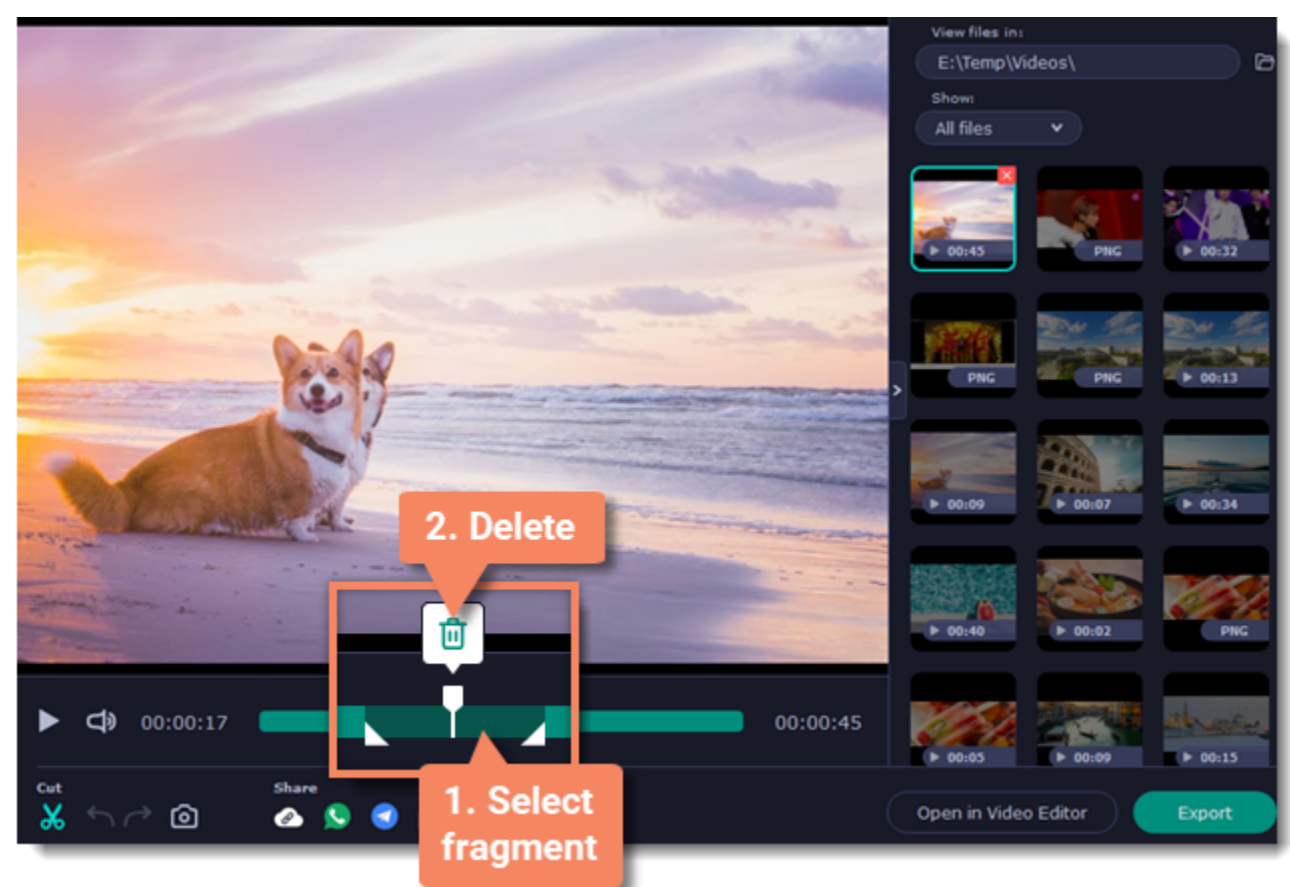 View files in:
E:\Temp\Videos\
Show:
All files
00:45
PNG
00:32
PNG
PNG
00:13
00:09
00:07
00:34
00:40
00:02
PNG
00:05
00:09
00:15
2. Delete
00:00:17
00:00:45
1. Select
fragment
Cut
Share
Open in Video Editor
Export